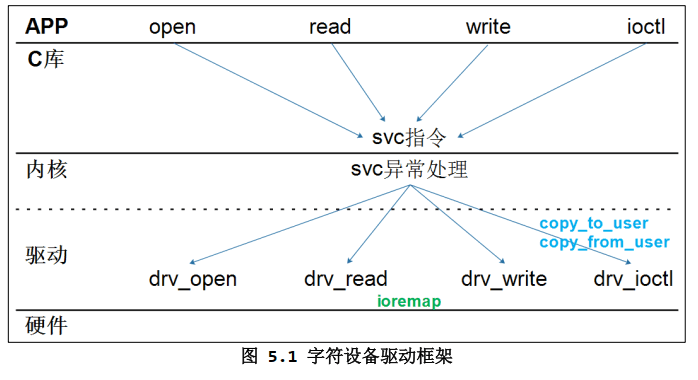 APP open read write ioctl
C库
svc指令
内核 svc异常处理
copy_to_user
copy_from_user
驱动
drv_open drv_read drv_write drv_ioctl
ioremap
硬件
图 5.1 字符设备驱动框架